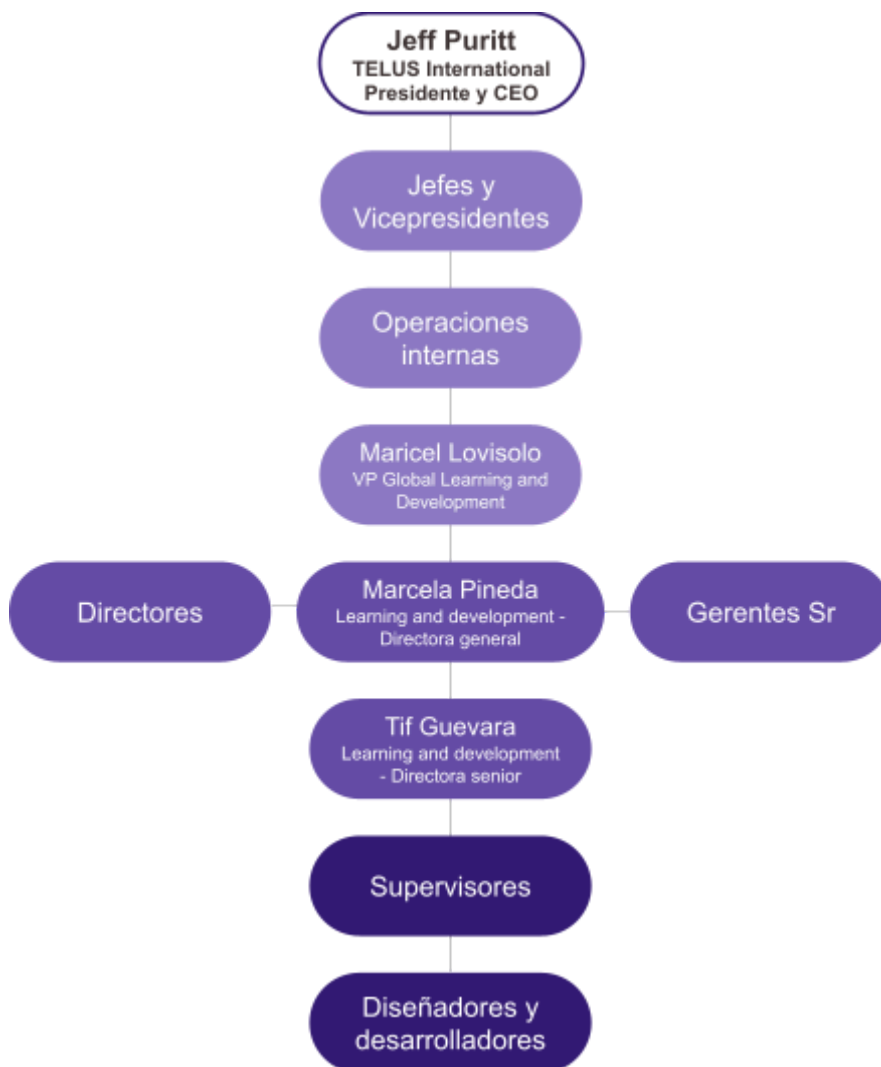 Jeff Puritt
TELUS International
Presidente y CEO
Jefes y
Vicepresidentes
Operaciones
internas
Maricel Lovisolo
VP Global Learning and
Development
Directores
Marcela Pineda
Learning and development -
Directora general
Gerentes Sr
Tif Guevara
Learning and development
- Directora senior
Supervisores
Diseñadores y
desarrolladores